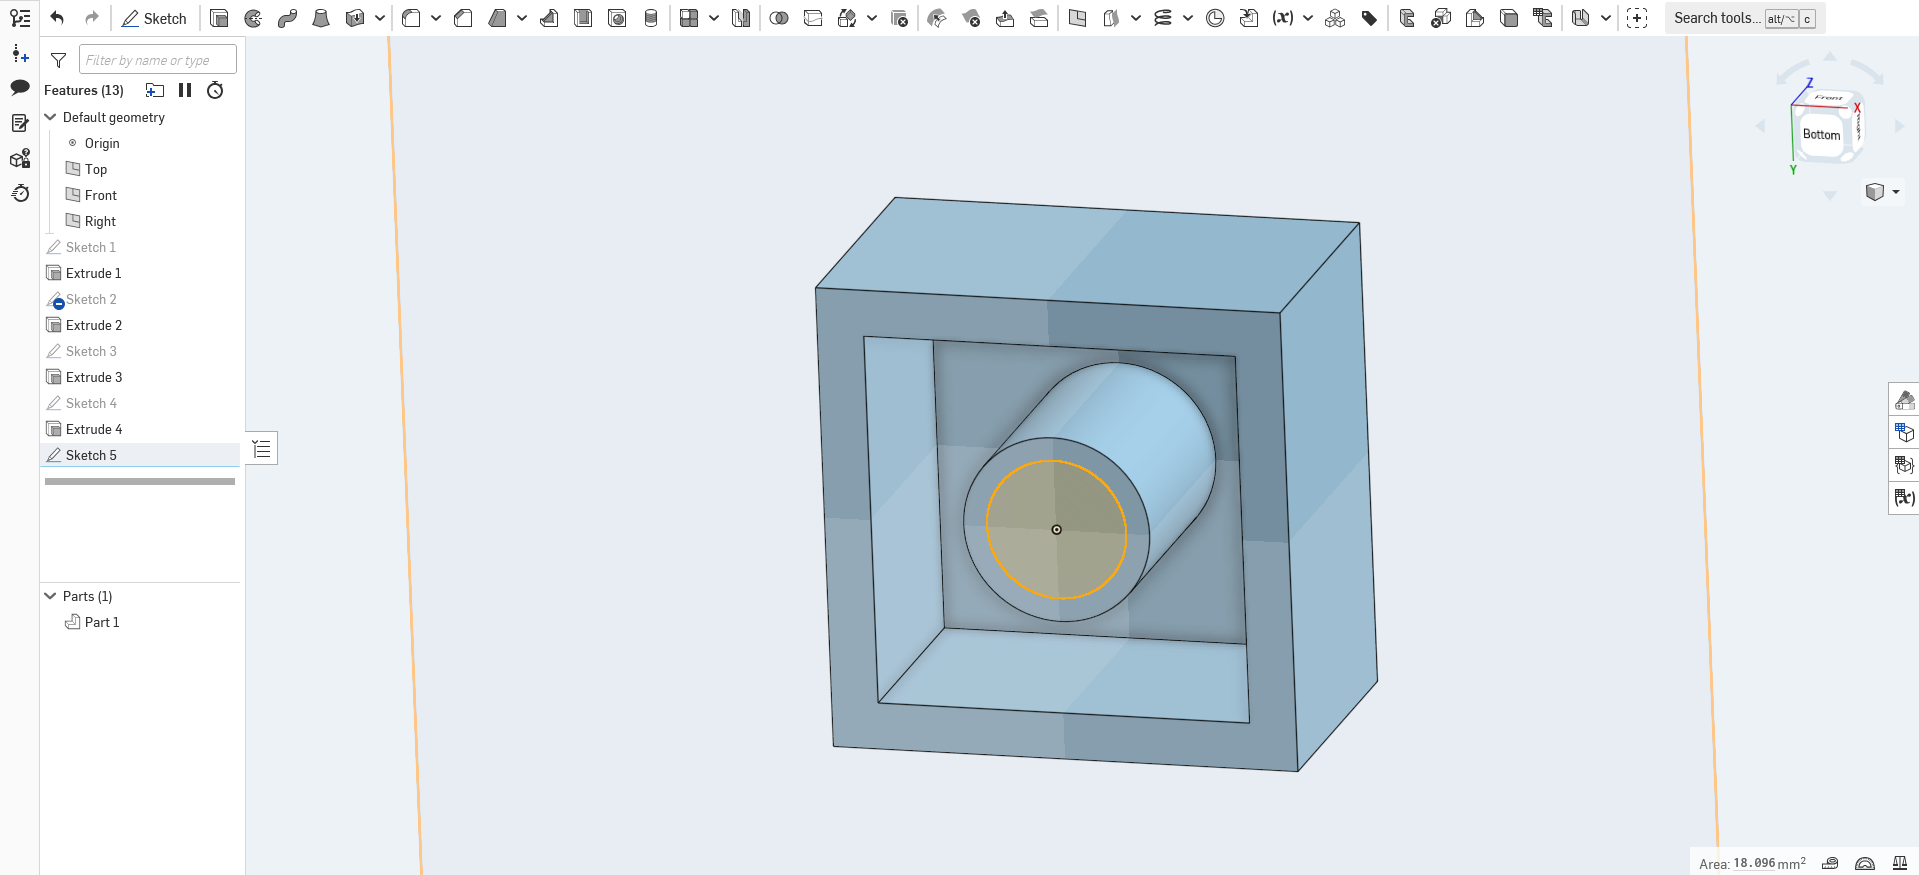 Sketch
(x)
Search tools... alt/⌥ c
Filter by name or type
Features (13)
Default geometry
Origin
Top
Front
Right
Sketch 1
Extrude 1
Sketch 2
Extrude 2
Sketch 3
Extrude 3
Sketch 4
Extrude 4
Sketch 5
Parts (1)
Part 1
Z
Front
X
Bottom
Y
(x)
Area: 18.096 mm²